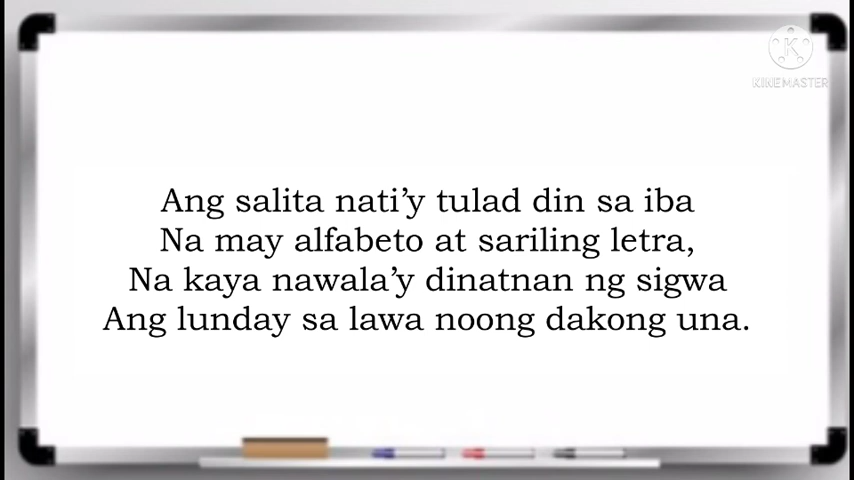 KINEMASTER
Ang salita nati’y tulad din sa iba
Na may alfabeto at sariling letra,
Na kaya nawala’y dinatnan ng sigwa
Ang lunday sa lawa noong dakong una.